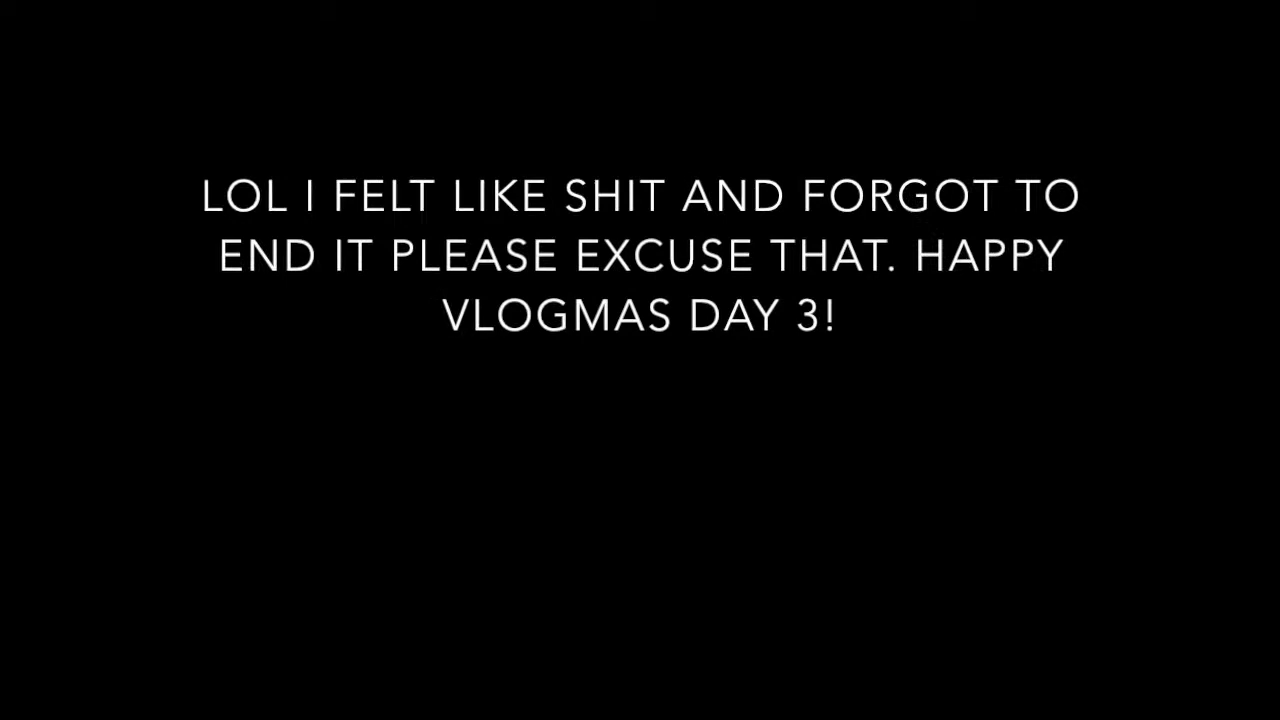 LOL I FELT LIKE SHIT AND FORGOT TO
END IT PLEASE EXCUSE THAT. HAPPY
VLOGMAS DAY 3!